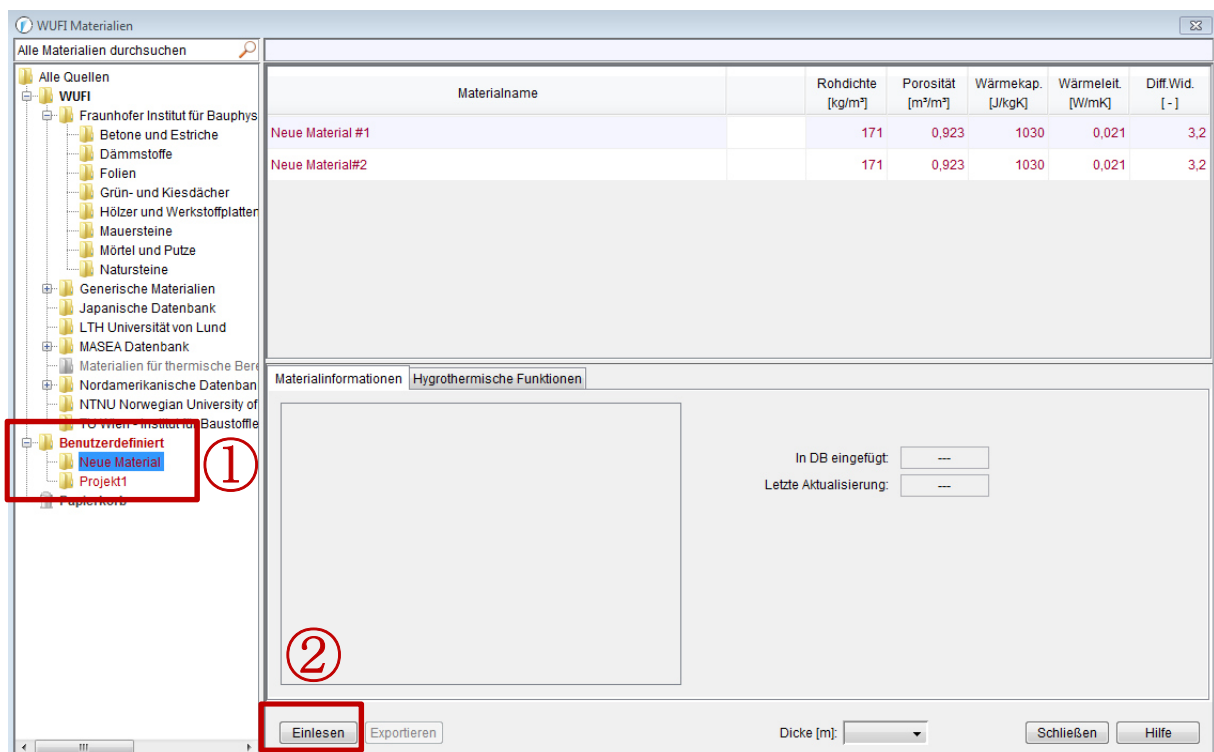 WUFI Materialien
Alle Materialien durchsuchen
Alle Quellen
WUFI
Fraunhofer Institut für Bauphys
Betone und Estriche
Dämmstoffe
Folien
Grün- und Kiesdächer
Hölzer und Werkstoffplatten
Mauersteine
Mörtel und Putze
Natursteine
Generische Materialien
Japanische Datenbank
LTH Universität von Lund
MASEA Datenbank
Materialien für thermische Bere
Nordamerikanische Datenban
NTNU Norwegian University of
TU Wien - Institut für Baustoffle
Benutzerdefiniert
Neue Material
Projekt1
Papierkorb
①
Materialname Rohdichte Porosität Wärmekap. Wärmeleit. Diff.Wid.
[kg/m³] [m³/m³] [J/kgK] [W/mK] [-]
Neue Material #1 171 0,923 1030 0,021 3,2
Neue Material#2 171 0,923 1030 0,021 3,2
Materialinformationen Hygrothermische Funktionen
In DB eingefügt: ---
Letzte Aktualisierung: ---
②
Einlesen Exportieren Dicke [m]: Schließen Hilfe